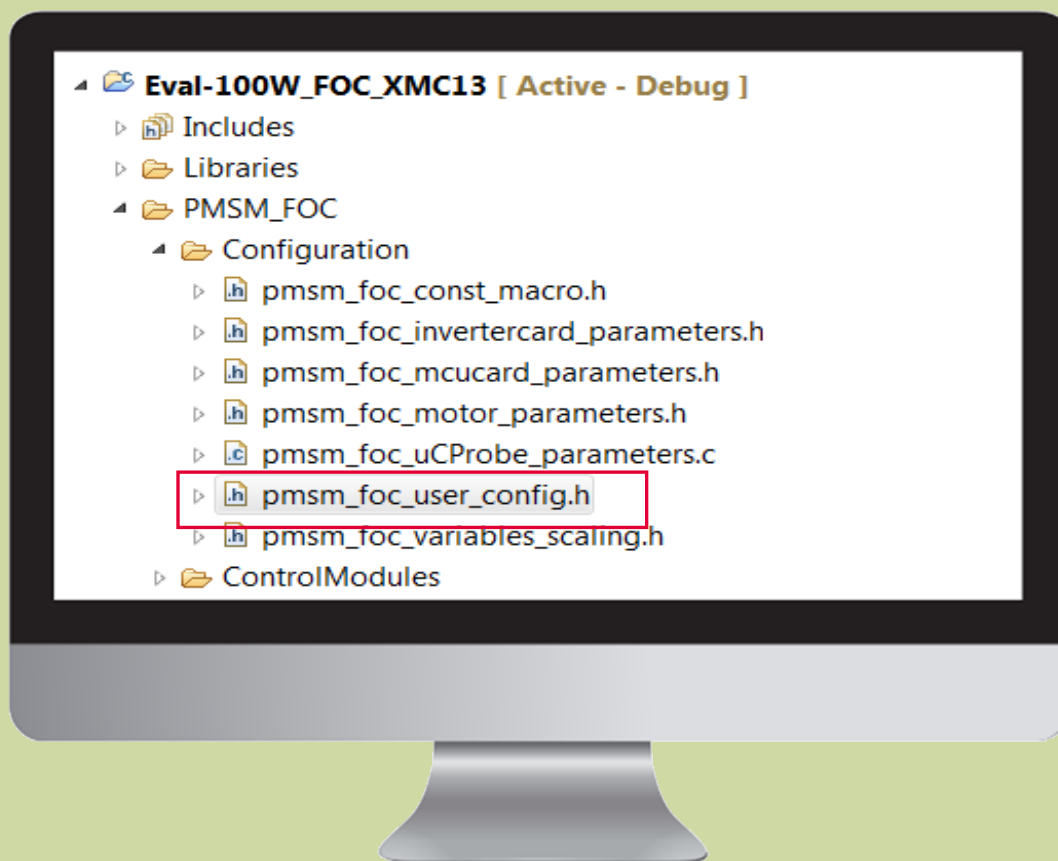 Eval-100W_FOC_XMC13 [ Active - Debug ]
Includes
Libraries
PMSM_FOC
Configuration
pmsm_foc_const_macro.h
pmsm_foc_invertercard_parameters.h
pmsm_foc_mcucard_parameters.h
pmsm_foc_motor_parameters.h
pmsm_foc_uCProbe_parameters.c
pmsm_foc_user_config.h
pmsm_foc_variables_scaling.h
ControlModules